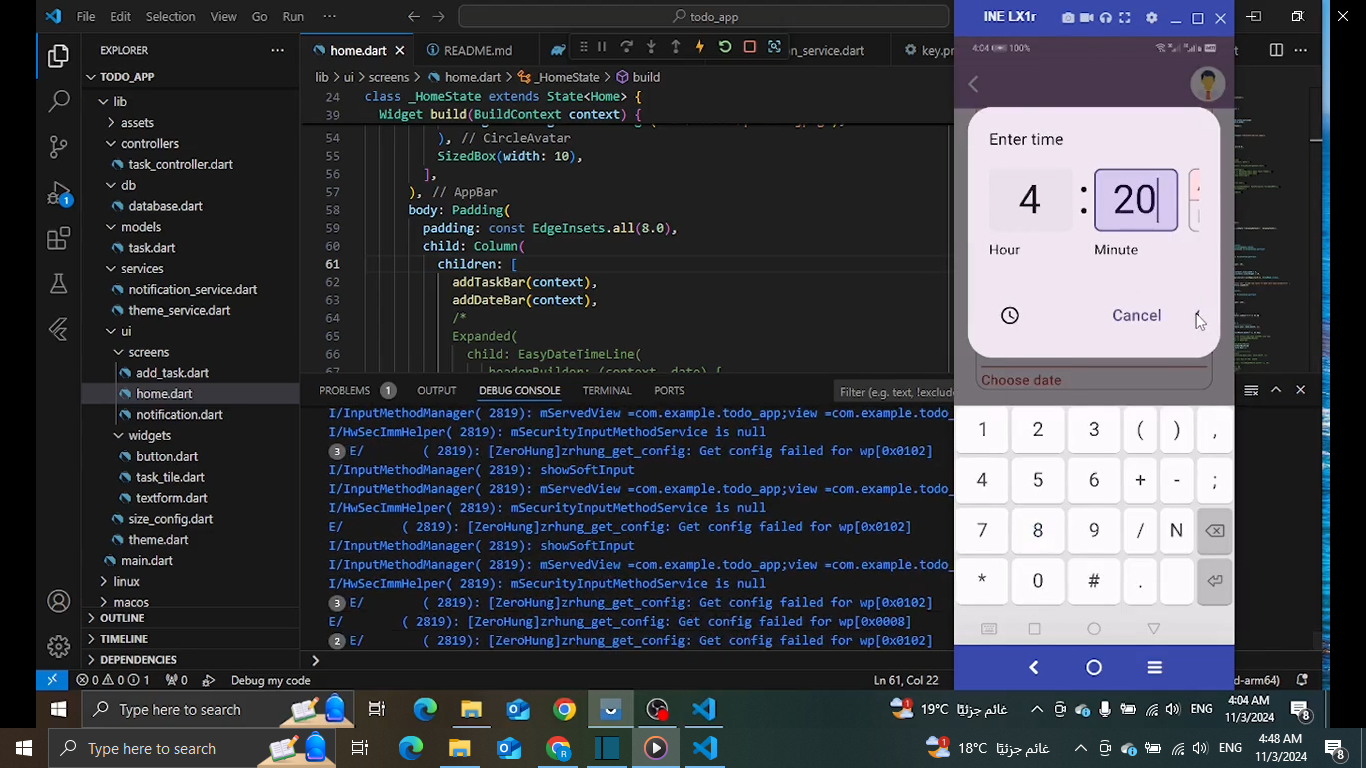 File Edit Selection View Go Run
todo_app
INE LX1r
EXPLORER
home.dart
README.md
n_service.dart
key.pr
4:04
100%
TODO_APP
lib > ui > screens > home.dart > _HomeState > build
lib
assets
controllers
task_controller.dart
db
database.dart
models
task.dart
services
notification_service.dart
theme_service.dart
ui
screens
add_task.dart
home.dart
notification.dart
widgets
button.dart
task_tile.dart
textform.dart
size_config.dart
theme.dart
main.dart
linux
macos
OUTLINE
TIMELINE
DEPENDENCIES
1
24 class _HomeState extends State<Home> {
39 Widget build(BuildContext context) {
54 ), // CircleAvatar
55 SizedBox(width: 10),
56 ],
57 ), // AppBar
58 body: Padding(
59 padding: const EdgeInsets.all(8.0),
60 child: Column(
61 children: [
62 addTaskBar(context),
63 addDateBar(context),
64 /*
65 Expanded(
66 child: EasyDateTimeLine(
67
PROBLEMS 1 OUTPUT DEBUG CONSOLE TERMINAL PORTS
Filter (e.g. text, !exclude
I/InputMethodManager( 2819): mServedView =com.example.todo_app;view =com.example.todo_
I/HwSecImmHelper( 2819): mSecurityInputMethodService is null
3 E/ ( 2819): [ZeroHung]zrhung_get_config: Get config failed for wp[0x0102]
I/InputMethodManager( 2819): showSoftInput
I/InputMethodManager( 2819): mServedView =com.example.todo_app;view =com.example.todo_
I/HwSecImmHelper( 2819): mSecurityInputMethodService is null
E/ ( 2819): [ZeroHung]zrhung_get_config: Get config failed for wp[0x0102]
I/InputMethodManager( 2819): showSoftInput
I/InputMethodManager( 2819): mServedView =com.example.todo_app;view =com.example.todo_
I/HwSecImmHelper( 2819): mSecurityInputMethodService is null
3 E/ ( 2819): [ZeroHung]zrhung_get_config: Get config failed for wp[0x0102]
E/ ( 2819): [ZeroHung]zrhung_get_config: Get config failed for wp[0x0008]
2 E/ ( 2819): [ZeroHung]zrhung_get_config: Get config failed for wp[0x0102]
Enter time
4 : 20
Hour Minute
Cancel
Choose date
1 2 3 ( ) ,
4 5 6 + - ;
7 8 9 / N
* 0 # .
0 0 1 0 Debug my code
Ln 61, Col 22
d-arm64)
Type here to search
19°C غائم جزئيًا
ENG
4:04 AM
11/3/2024
8
Type here to search
18°C غائم جزئيًا
ENG
4:48 AM
11/3/2024
8